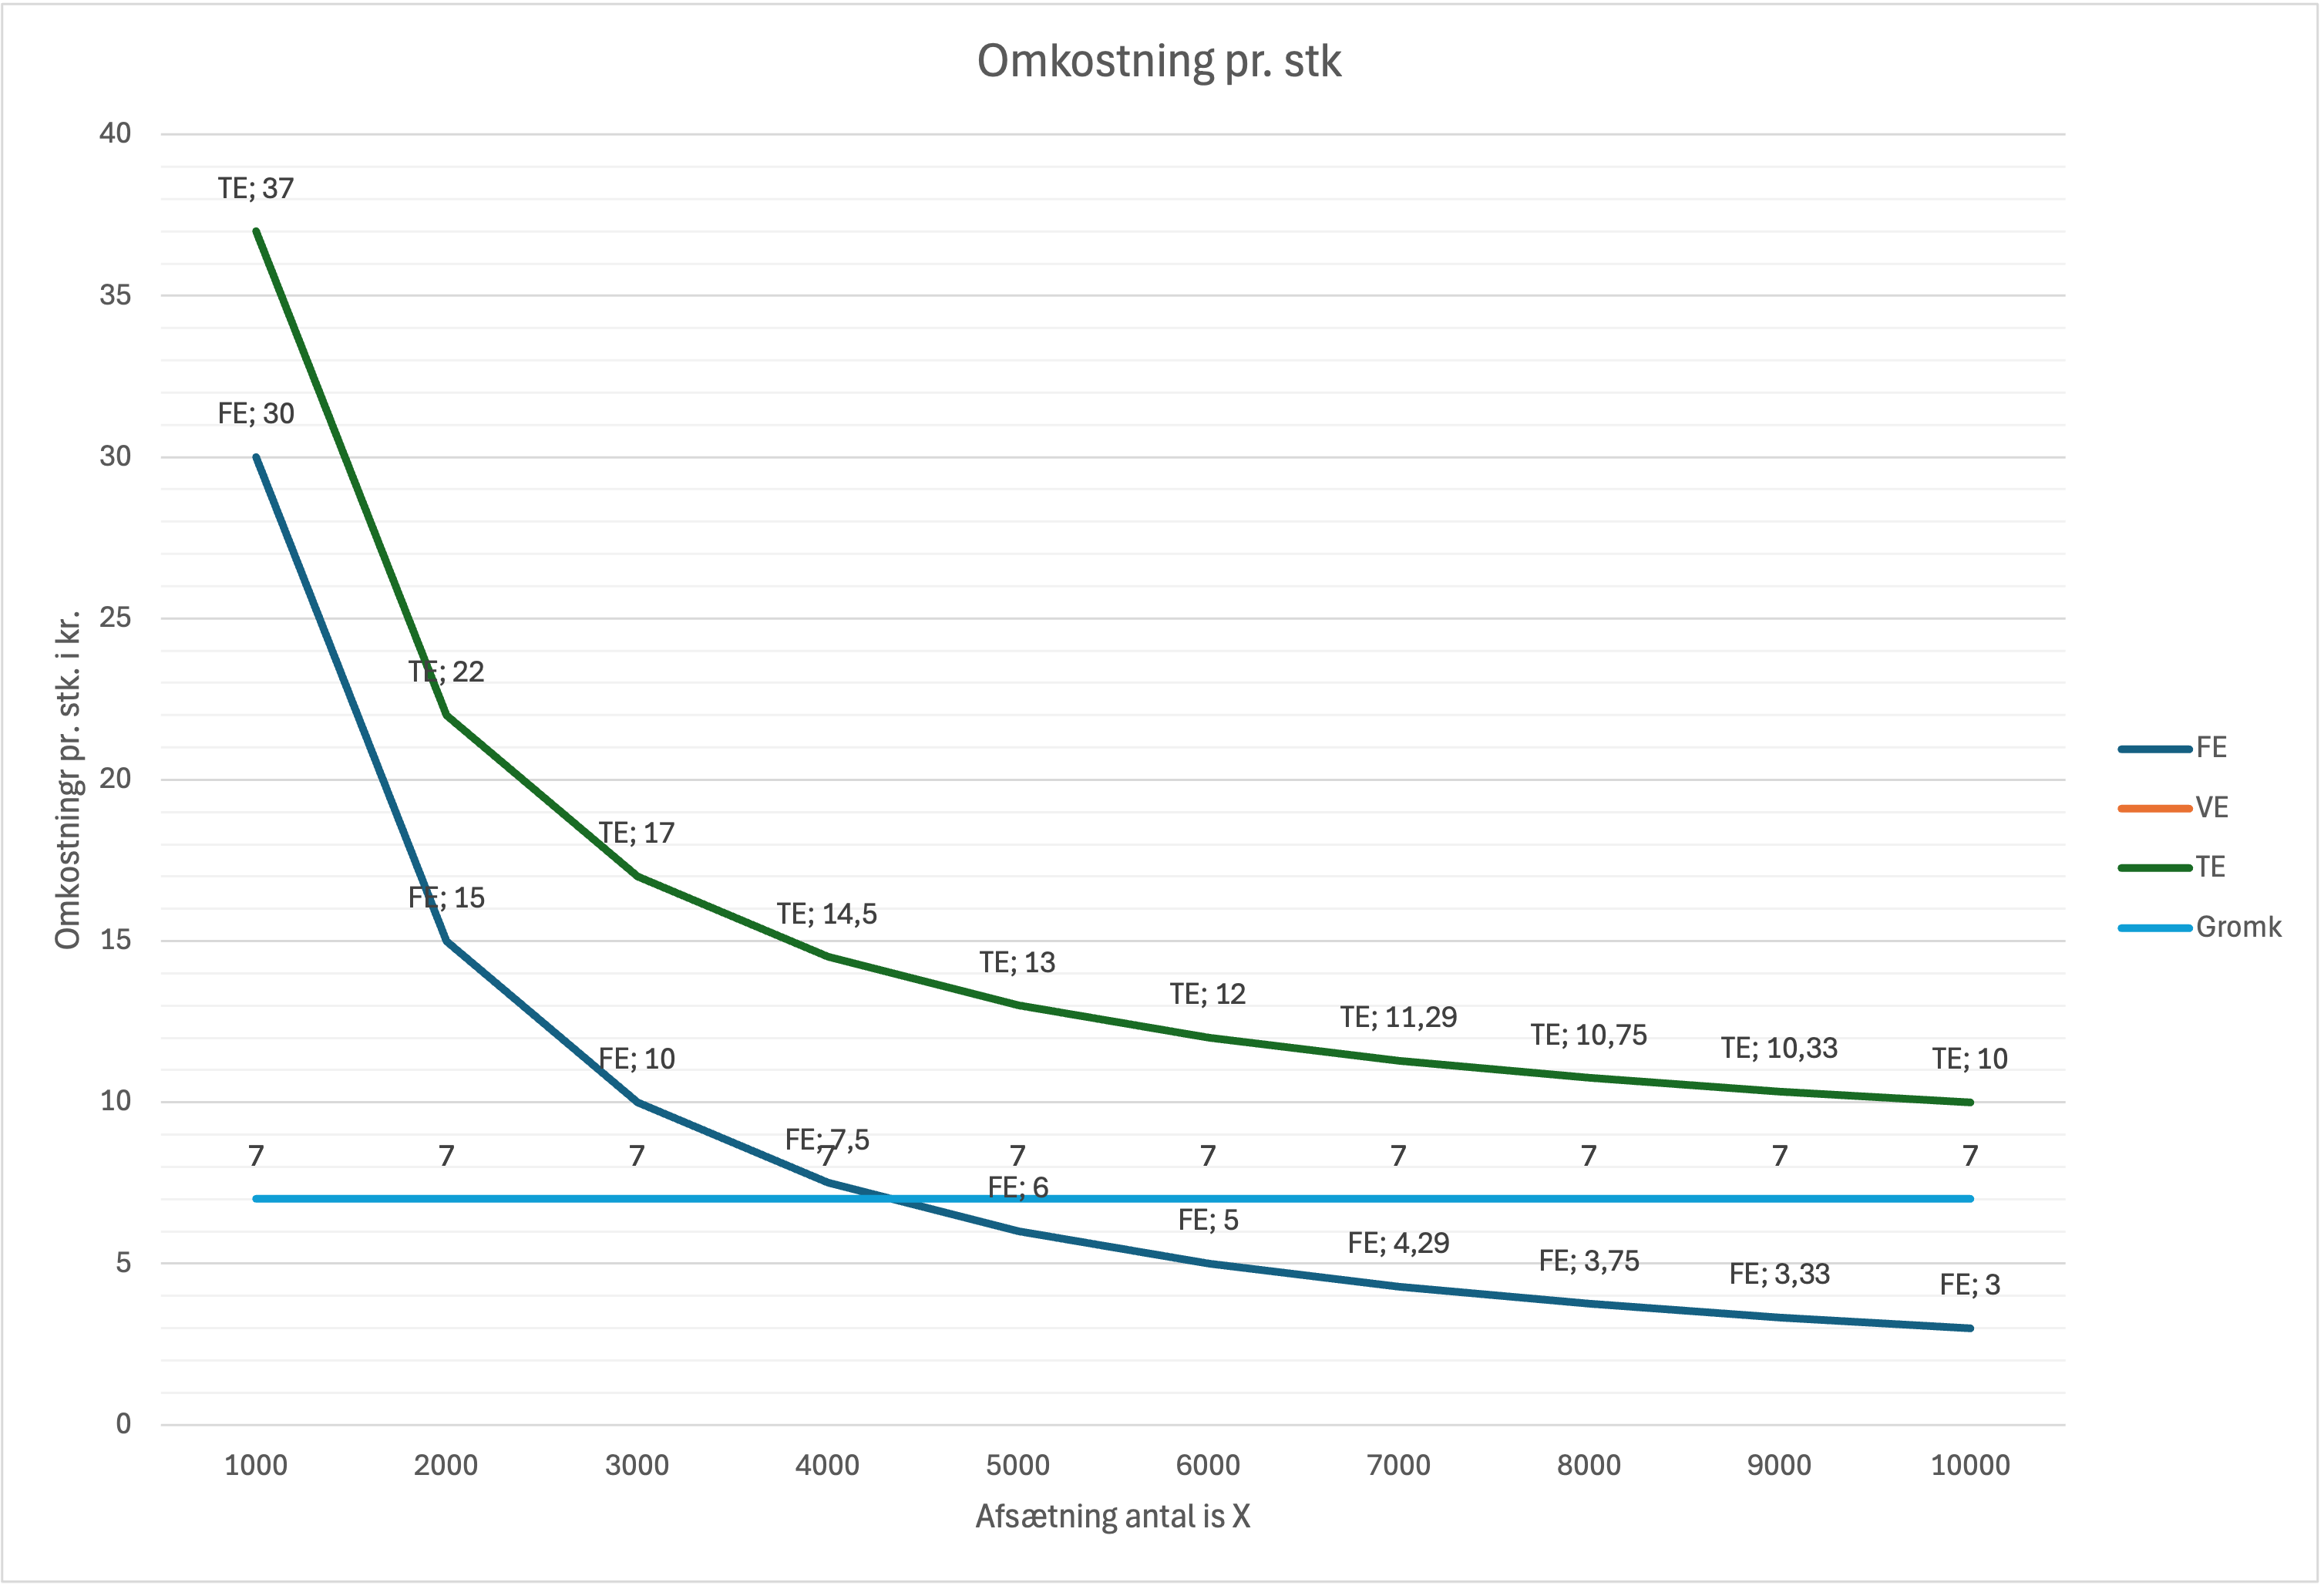 Omkostning pr. stk
Omkostningr pr. stk. i kr.
40
35
30
25
20
15
10
5
0
TE; 37
TE; 22
TE; 17
TE; 14,5
TE; 13
TE; 12
TE; 11,29
TE; 10,75
TE; 10,33
TE; 10
FE; 30
FE; 15
FE; 10
FE; 7,5
FE; 6
FE; 5
FE; 4,29
FE; 3,75
FE; 3,33
FE; 3
7 7 7 7 7 7 7 7 7 7
1000 2000 3000 4000 5000 6000 7000 8000 9000 10000
Afsætning antal is X
FE
VE
TE
Gromk